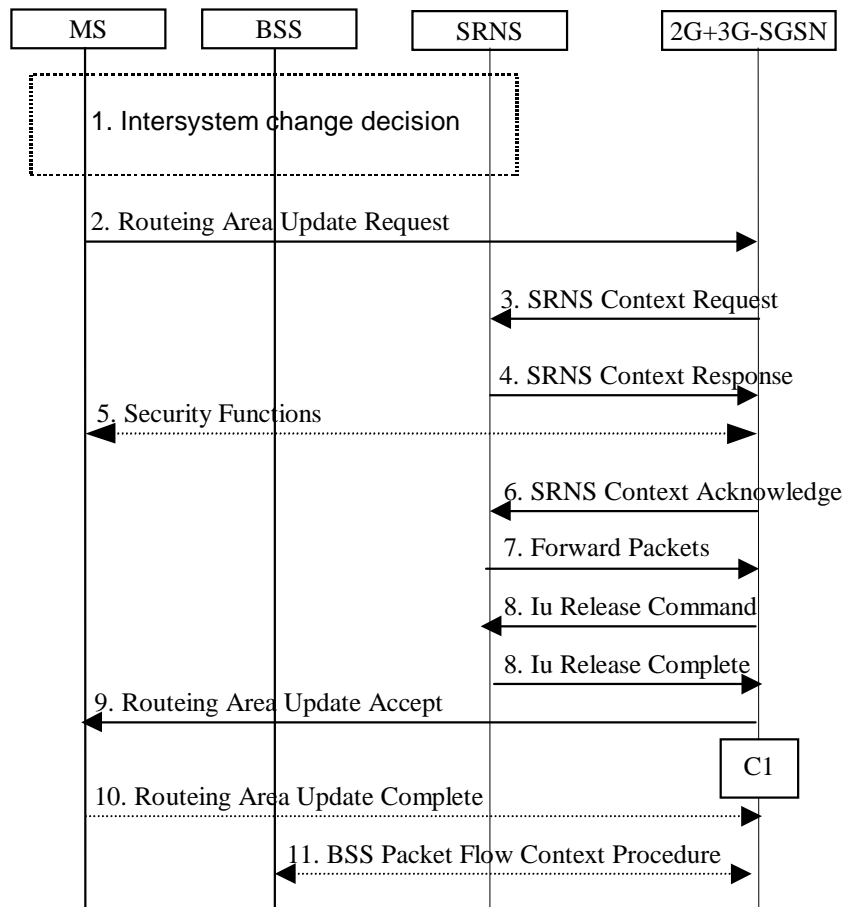 MS BSS SRNS 2G+3G-SGSN
1. Intersystem change decision
2. Routeing Area Update Request
3. SRNS Context Request
4. SRNS Context Response
5. Security Functions
6. SRNS Context Acknowledge
7. Forward Packets
8. Iu Release Command
8. Iu Release Complete
9. Routeing Area Update Accept
C1
10. Routeing Area Update Complete
11. BSS Packet Flow Context Procedure